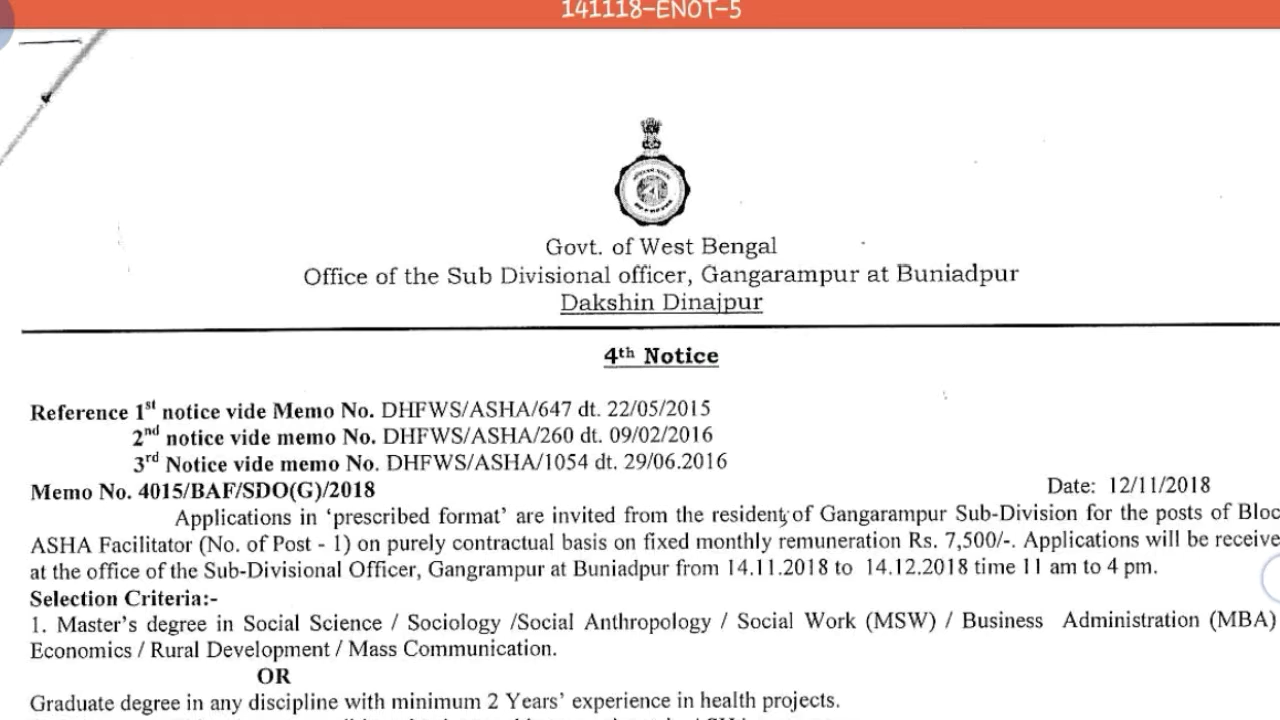 141118-ENOT-5
Govt. of West Bengal
Office of the Sub Divisional officer, Gangarampur at Buniadpur
Dakshin Dinajpur
4th Notice
Reference 1st notice vide Memo No. DHFWS/ASHA/647 dt. 22/05/2015
2nd notice vide memo No. DHFWS/ASHA/260 dt. 09/02/2016
3rd Notice vide memo No. DHFWS/ASHA/1054 dt. 29/06.2016
Memo No. 4015/BAF/SDO(G)/2018 Date: 12/11/2018
Applications in ‘prescribed format’ are invited from the resident of Gangarampur Sub-Division for the posts of Bloc
ASHA Facilitator (No. of Post - 1) on purely contractual basis on fixed monthly remuneration Rs. 7,500/-. Applications will be receive
at the office of the Sub-Divisional Officer, Gangrampur at Buniadpur from 14.11.2018 to 14.12.2018 time 11 am to 4 pm.
Selection Criteria:-
1. Master’s degree in Social Science / Sociology /Social Anthropology / Social Work (MSW) / Business Administration (MBA)
Economics / Rural Development / Mass Communication.
OR
Graduate degree in any discipline with minimum 2 Years’ experience in health projects.